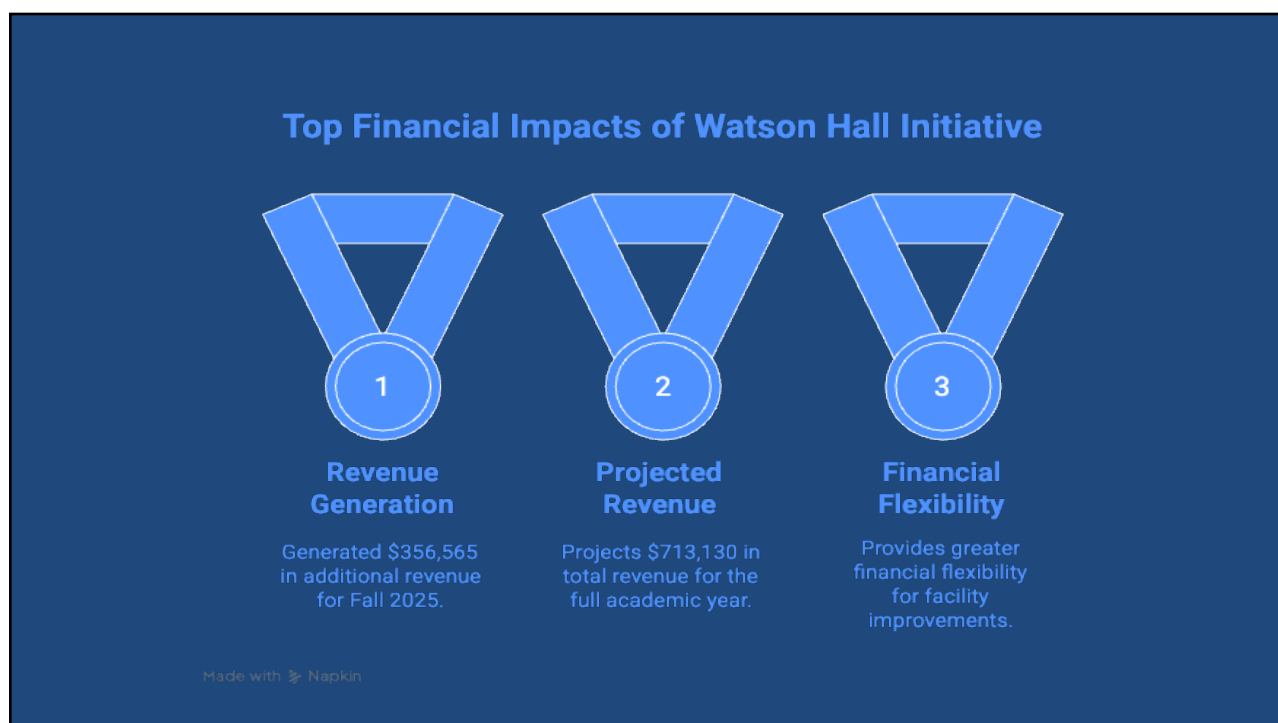 Top Financial Impacts of Watson Hall Initiative
1
2
3
Revenue
Generation
Generated $356,565
in additional revenue
for Fall 2025.
Projected
Revenue
Projects $713,130 in
total revenue for the
full academic year.
Financial
Flexibility
Provides greater
financial flexibility
for facility
improvements.
Made with Napkin